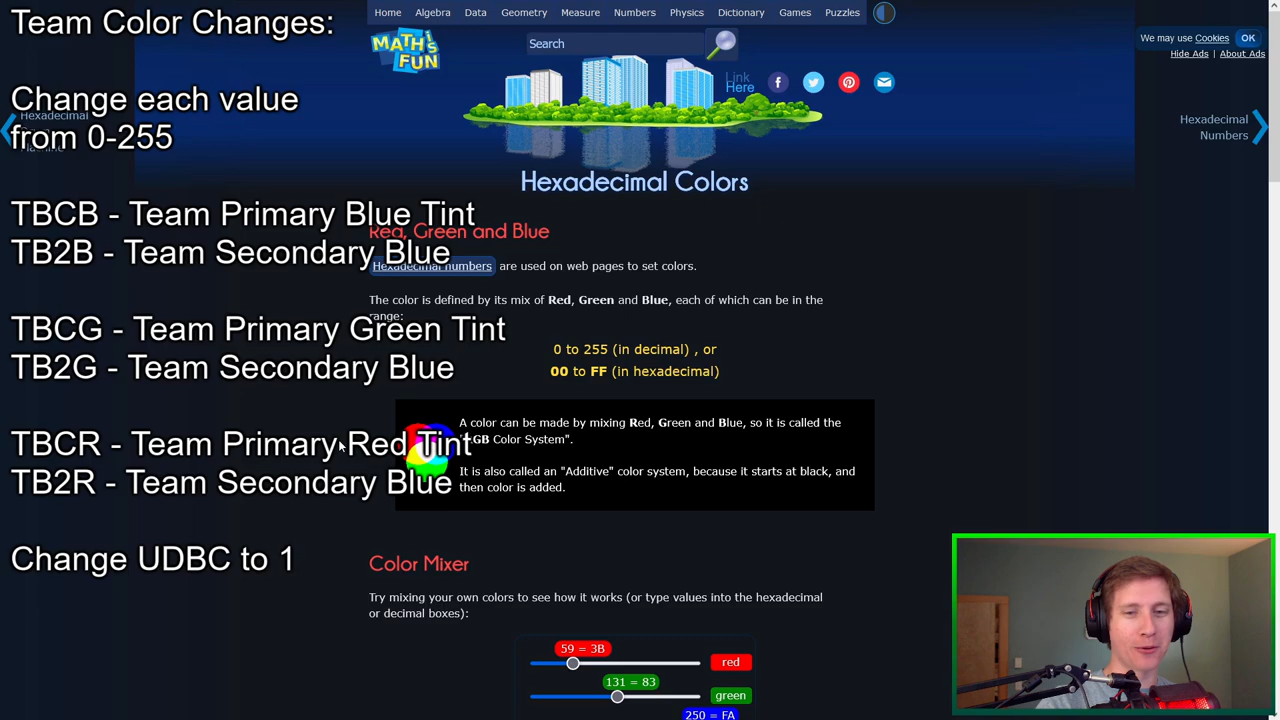 Team Color Changes:
Change each value
from 0-255
TBCB - Team Primary Blue Tint
TB2B - Team Secondary Blue
TBCG - Team Primary Green Tint
TB2G - Team Secondary Blue
TBCR - Team Primary Red Tint
TB2R - Team Secondary Blue
Change UDBC to 1
Home Algebra Data Geometry Measure Numbers Physics Dictionary Games Puzzles
MATH IS FUN
Search
Link
Here
We may use Cookies OK
Hide Ads | About Ads
Hexadecimal
Machine
Hexadecimal
Numbers
Hexadecimal Colors
Red, Green and Blue
Hexadecimal numbers are used on web pages to set colors.
The color is defined by its mix of Red, Green and Blue, each of which can be in the
range:
0 to 255 (in decimal) , or
00 to FF (in hexadecimal)
A color can be made by mixing Red, Green and Blue, so it is called the
"RGB Color System".
It is also called an "Additive" color system, because it starts at black, and
then color is added.
Color Mixer
Try mixing your own colors to see how it works (or type values into the hexadecimal
or decimal boxes):
59 = 3B
red
131 = 83
green
250 = FA